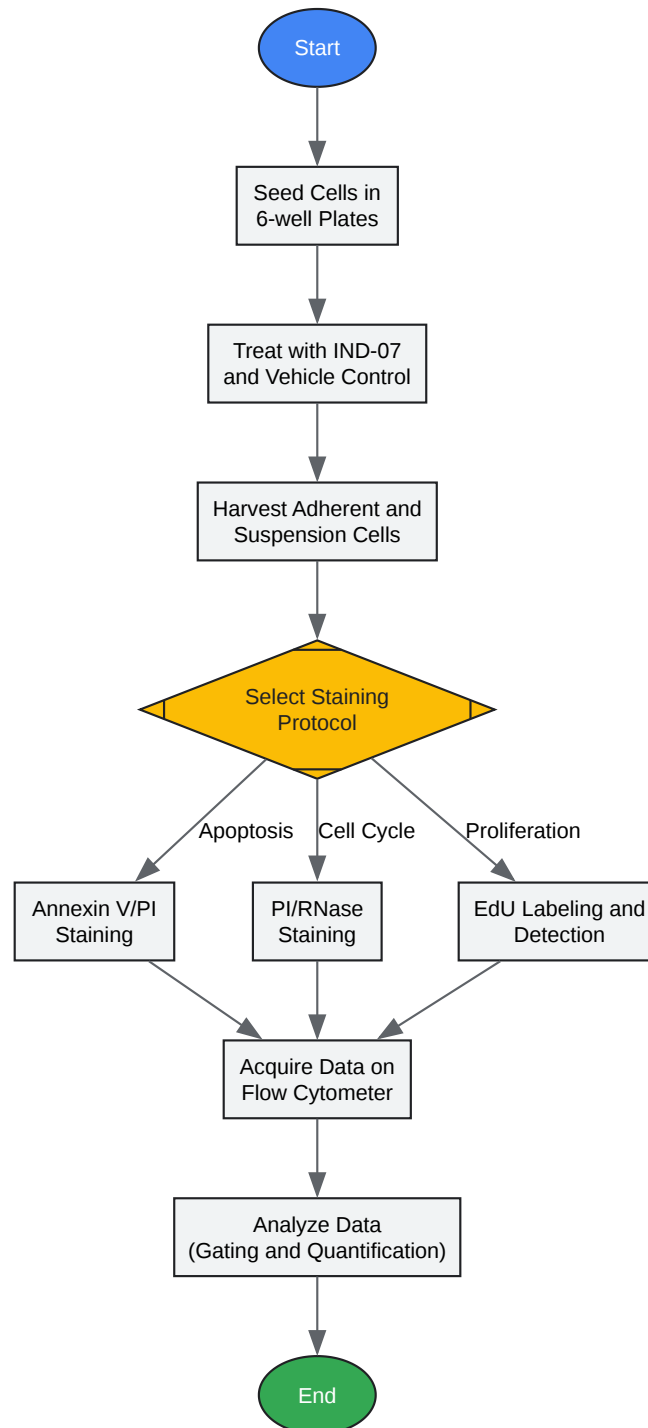 Start
Seed Cells in
6-well Plates
Treat with IND-07
and Vehicle Control
Harvest Adherent and
Suspension Cells
Select Staining
Protocol
Apoptosis
Cell Cycle
Proliferation
Annexin V/PI
Staining
PI/RNase
Staining
EdU Labeling and
Detection
Acquire Data on
Flow Cytometer
Analyze Data
(Gating and Quantification)
End